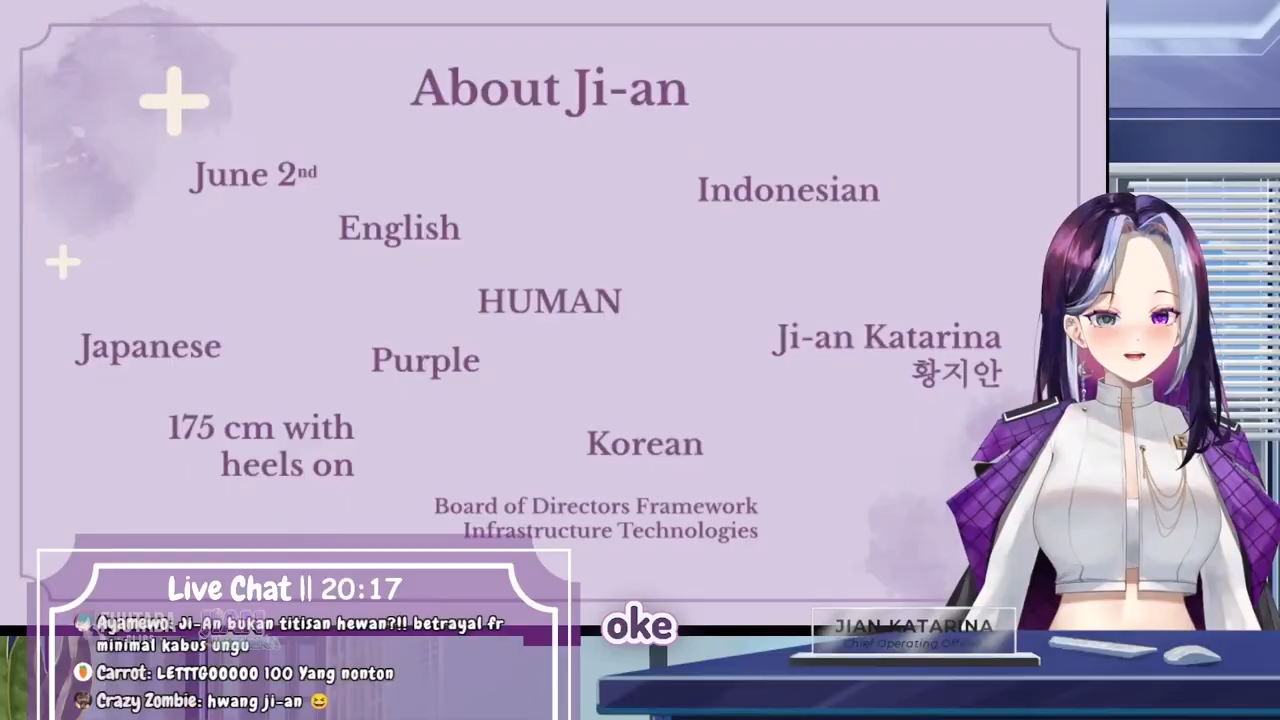 About Ji-an
June 2nd
Indonesian
English
HUMAN
Japanese
Purple
Ji-an Katarina
황지안
175 cm with
heels on
Korean
Board of Directors Framework
Infrastructure Technologies
Live Chat || 20:17
Ayamewo: Ji-An bukan titisan hewan?!! betrayal fr
minimal kabus ungu
Carrot: LETTTGOOOOO 100 Yang nonton
Crazy Zombie: hwang ji-an 😆
oke
JIAN KATARINA
Chief Operating Officer